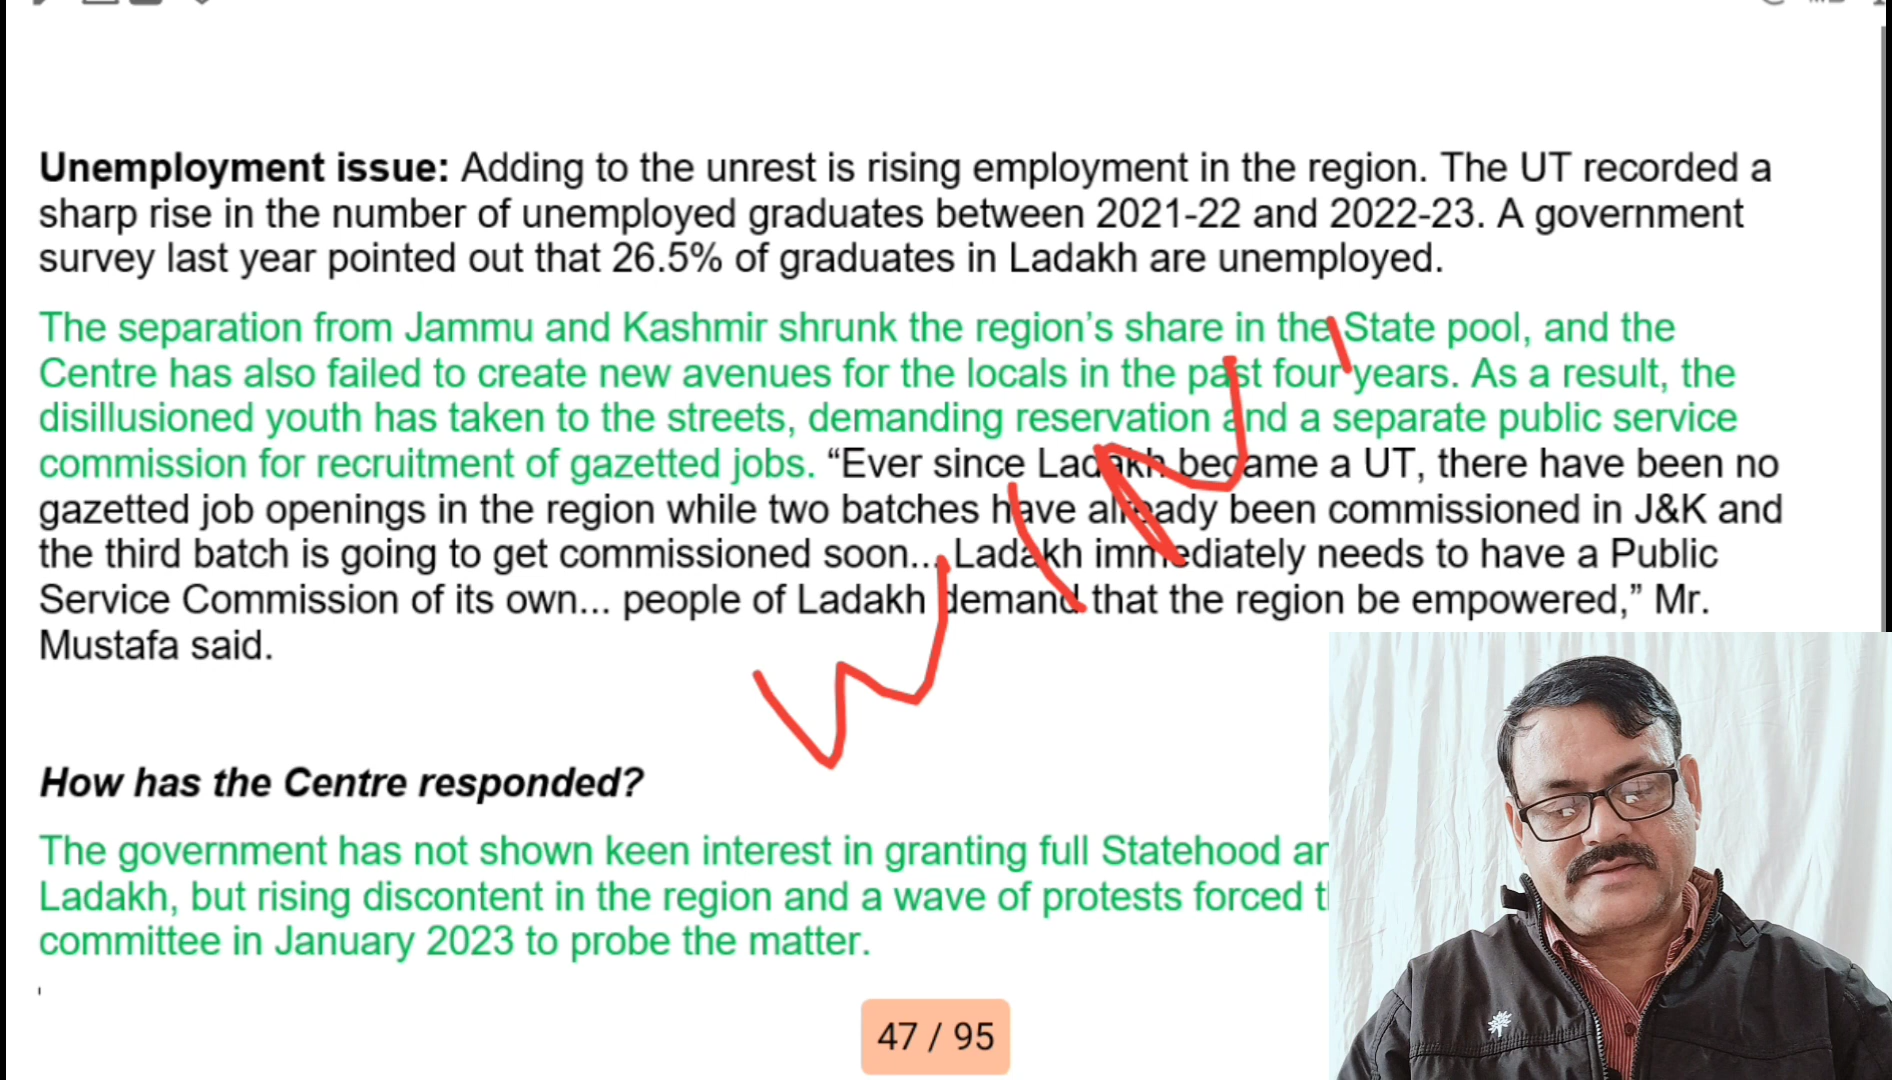 Unemployment issue: Adding to the unrest is rising employment in the region. The UT recorded a
sharp rise in the number of unemployed graduates between 2021-22 and 2022-23. A government
survey last year pointed out that 26.5% of graduates in Ladakh are unemployed.
The separation from Jammu and Kashmir shrunk the region’s share in the State pool, and the
Centre has also failed to create new avenues for the locals in the past four years. As a result, the
disillusioned youth has taken to the streets, demanding reservation and a separate public service
commission for recruitment of gazetted jobs. “Ever since Ladakh became a UT, there have been no
gazetted job openings in the region while two batches have already been commissioned in J&K and
the third batch is going to get commissioned soon... Ladakh immediately needs to have a Public
Service Commission of its own... people of Ladakh demand that the region be empowered,” Mr.
Mustafa said.
WINI
How has the Centre responded?
The government has not shown keen interest in granting full Statehood
Ladakh, but rising discontent in the region and a wave of protests forced
committee in January 2023 to probe the matter.
47 / 95